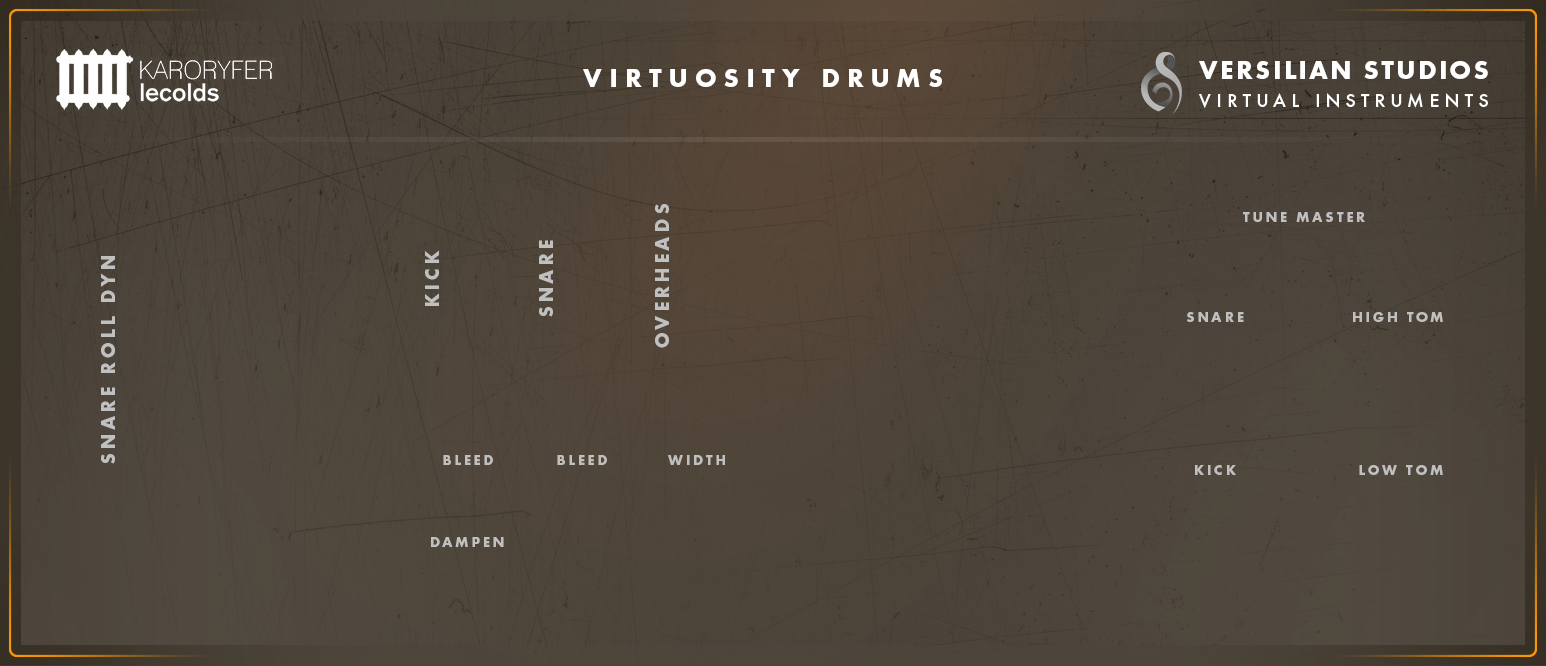 KARORYFER
lecolds
VIRTUOSITY DRUMS
VERSILIAN STUDIOS
VIRTUAL INSTRUMENTS
SNARE ROLL DYN
KICK
SNARE
OVERHEADS
BLEED
BLEED
WIDTH
DAMPEN
TUNE MASTER
SNARE
HIGH TOM
KICK
LOW TOM